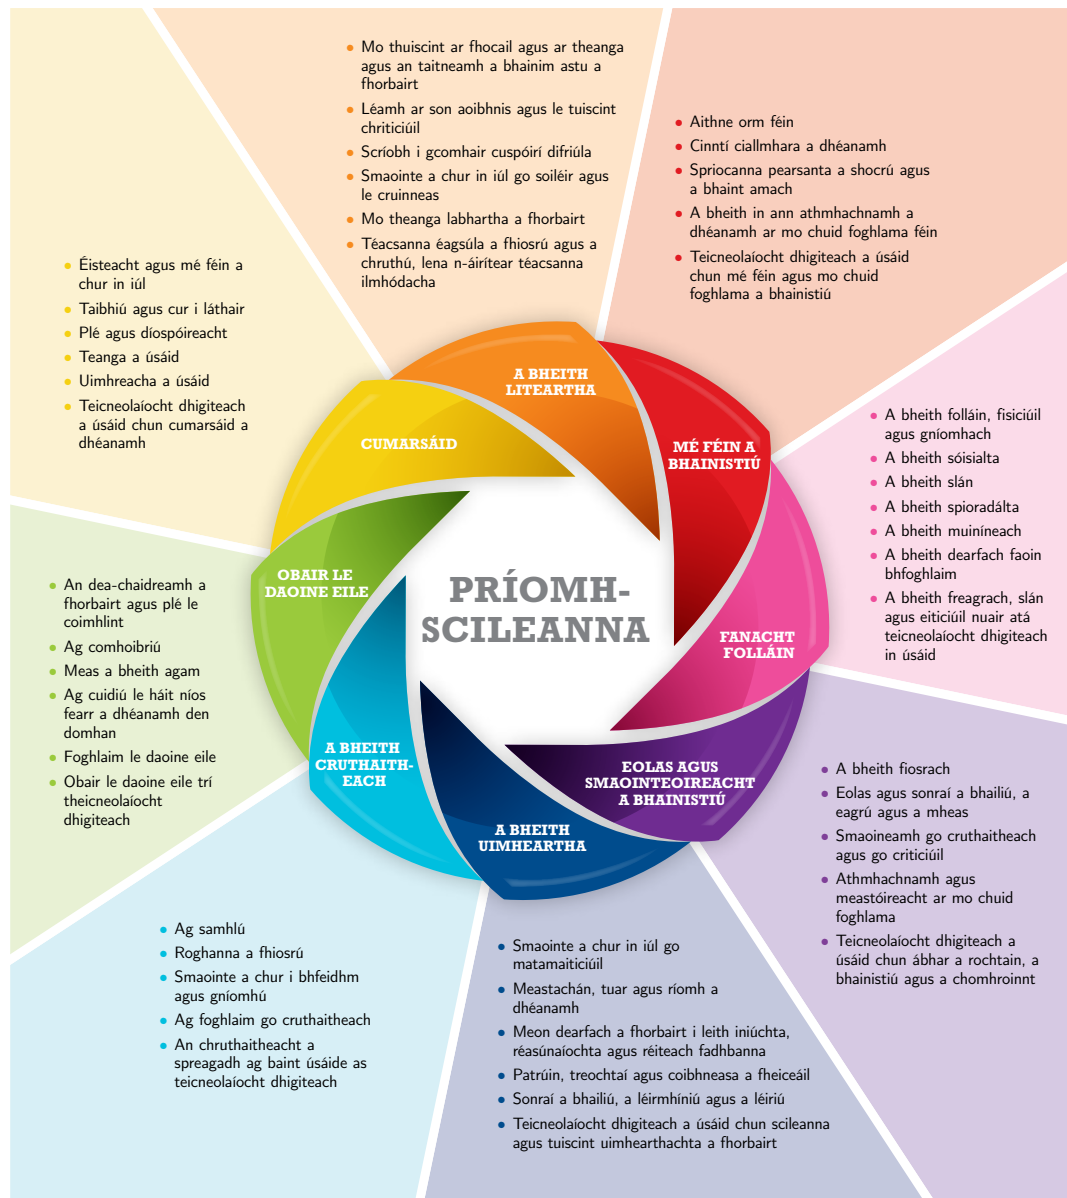 • Mo thuiscint ar fhocail agus ar theanga
agus an taitneamh a bhainim astu a
fhorbairt
• Léamh ar son aoibhnis agus le tuiscint
chriticiúil
• Scríobh i gcomhair cuspóirí difriúla
• Smaointe a chur in iúl go soiléir agus
le cruinneas
• Mo theanga labhartha a fhorbairt
• Téacsanna éagsúla a fhiosrú agus a
chruthú, lena n-áirítear téacsanna
ilmhódacha
• Aithne orm féin
• Cinntí ciallmhara a dhéanamh
• Spriocanna pearsanta a shocrú agus
a bhaint amach
• A bheith in ann athmhachnamh a
dhéanamh ar mo chuid foghlama féin
• Teicneolaíocht dhigiteach a úsáid
chun mé féin agus mo chuid
foghlama a bhainistiú
• Éisteacht agus mé féin a
chur in iúl
• Taibhiú agus cur i láthair
• Plé agus díospóireacht
• Teanga a úsáid
• Uimhreacha a úsáid
• Teicneolaíocht dhigiteach
a úsáid chun cumarsáid a
dhéanamh
A BHEITH
LITEARTHA
MÉ FÉIN A
BHAINISTIÚ
CUMARSÁID
• A bheith folláin, fisiciúil
agus gníomhach
• A bheith sóisialta
• A bheith slán
• A bheith spioradálta
• A bheith muiníneach
• A bheith dearfach faoin
bhfoghlaim
• A bheith freagrach, slán
agus eiticiúil nuair atá
teicneolaíocht dhigiteach
in úsáid
OBAIR LE
DAOINE EILE
PRÍOMH-
SCILEANNA
FANACHT
FOLLÁIN
• An dea-chaidreamh a
fhorbairt agus plé le
coimhlint
• Ag comhoibriú
• Meas a bheith agam
• Ag cuidiú le háit níos
fearr a dhéanamh den
domhan
• Foghlaim le daoine eile
• Obair le daoine eile trí
theicneolaíocht
dhigiteach
A BHEITH
CRUTHAITH-
EACH
EOLAS AGUS
SMAOINTEOIREACHT
A BHAINISTIÚ
A BHEITH
UIMHEARTHA
• A bheith fiosrach
• Eolas agus sonraí a bhailiú, a
eagrú agus a mheas
• Smaoineamh go cruthaitheach
agus go criticiúil
• Athmhachnamh agus
meastóireacht ar mo chuid
foghlama
• Teicneolaíocht dhigiteach a
úsáid chun ábhar a rochtain, a
bhainistiú agus a chomhroinnt
• Ag samhlú
• Roghanna a fhiosrú
• Smaointe a chur i bhfeidhm
agus gníomhú
• Ag foghlaim go cruthaitheach
• An chruthaitheacht a
spreagadh ag baint úsáide as
teicneolaíocht dhigiteach
• Smaointe a chur in iúl go
matamaiticiúil
• Meastachán, tuar agus ríomh a
dhéanamh
• Meon dearfach a fhorbairt i leith iniúchta,
réasúnaíochta agus réiteach fadhbanna
• Patrúin, treochtaí agus coibhneasa a fheiceáil
• Sonraí a bhailiú, a léirmhíniú agus a léiriú
• Teicneolaíocht dhigiteach a úsáid chun scileanna
agus tuiscint uimhearthachta a fhorbairt